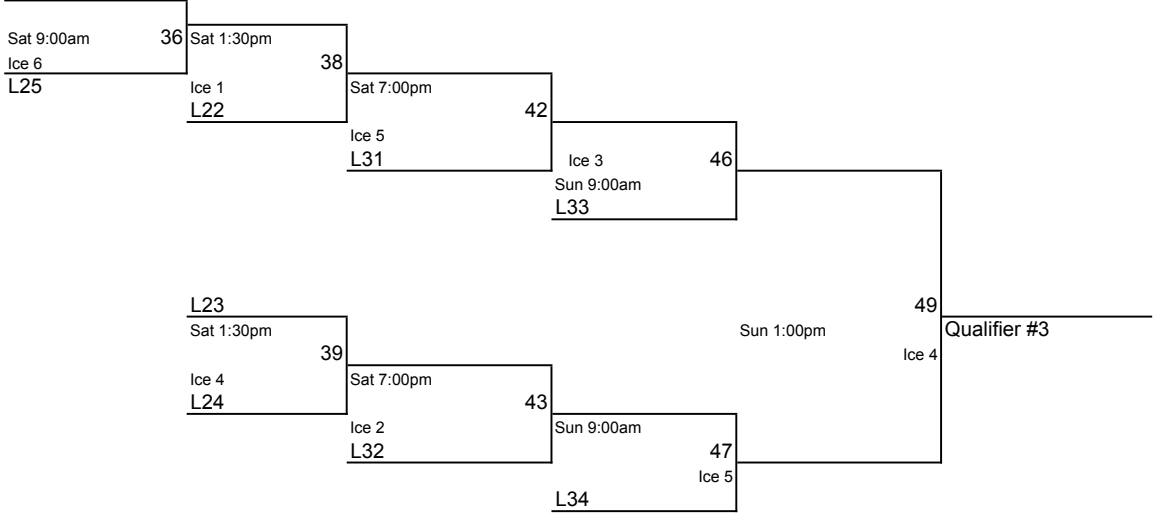 Sat 9:00am
36
Ice 6
L25
Sat 1:30pm
38
Ice 1
L22
Sat 7:00pm
42
Ice 5
L31
Ice 3
46
Sun 9:00am
L33
L23
Sat 1:30pm
39
Ice 4
L24
Sat 7:00pm
43
Ice 2
L32
Sun 9:00am
47
Ice 5
L34
Sun 1:00pm
49
Ice 4
Qualifier #3